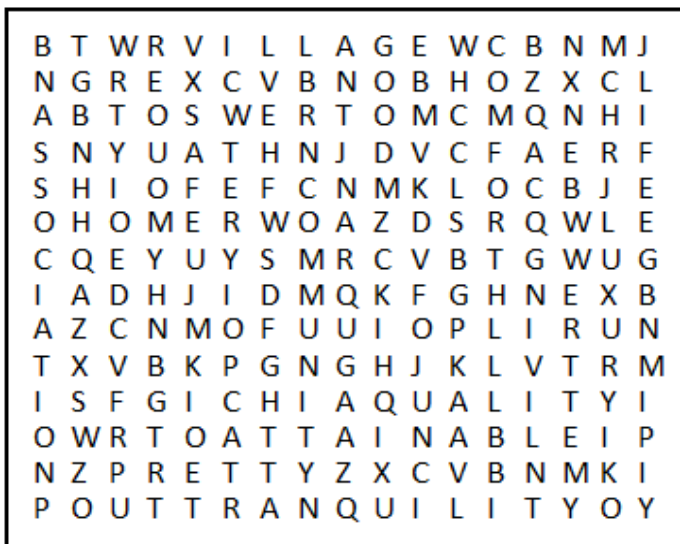 B T W R V I L L A G E W C B N M J
N G R E X C V B N O B H O Z X C L
A B T O S W E R T O M C M Q N H I
S N Y U A T H N J D V C F A E R F
S H I O F E F C N M K L O C B J E
O H O M E R W O A Z D S R Q W L E
C Q E Y U Y S M R C V B T G W U G
I A D H J I D M Q K F G H N E X B
A Z C N M O F U U I O P L I R U N
T X V B K P G N G H J K L V T R M
I S F G I C H I A Q U A L I T Y I
O W R T O A T T A I N A B L E I P
N Z P R E T T Y Z X C V B N M K I
P O U T T R A N Q U I L I T Y O Y